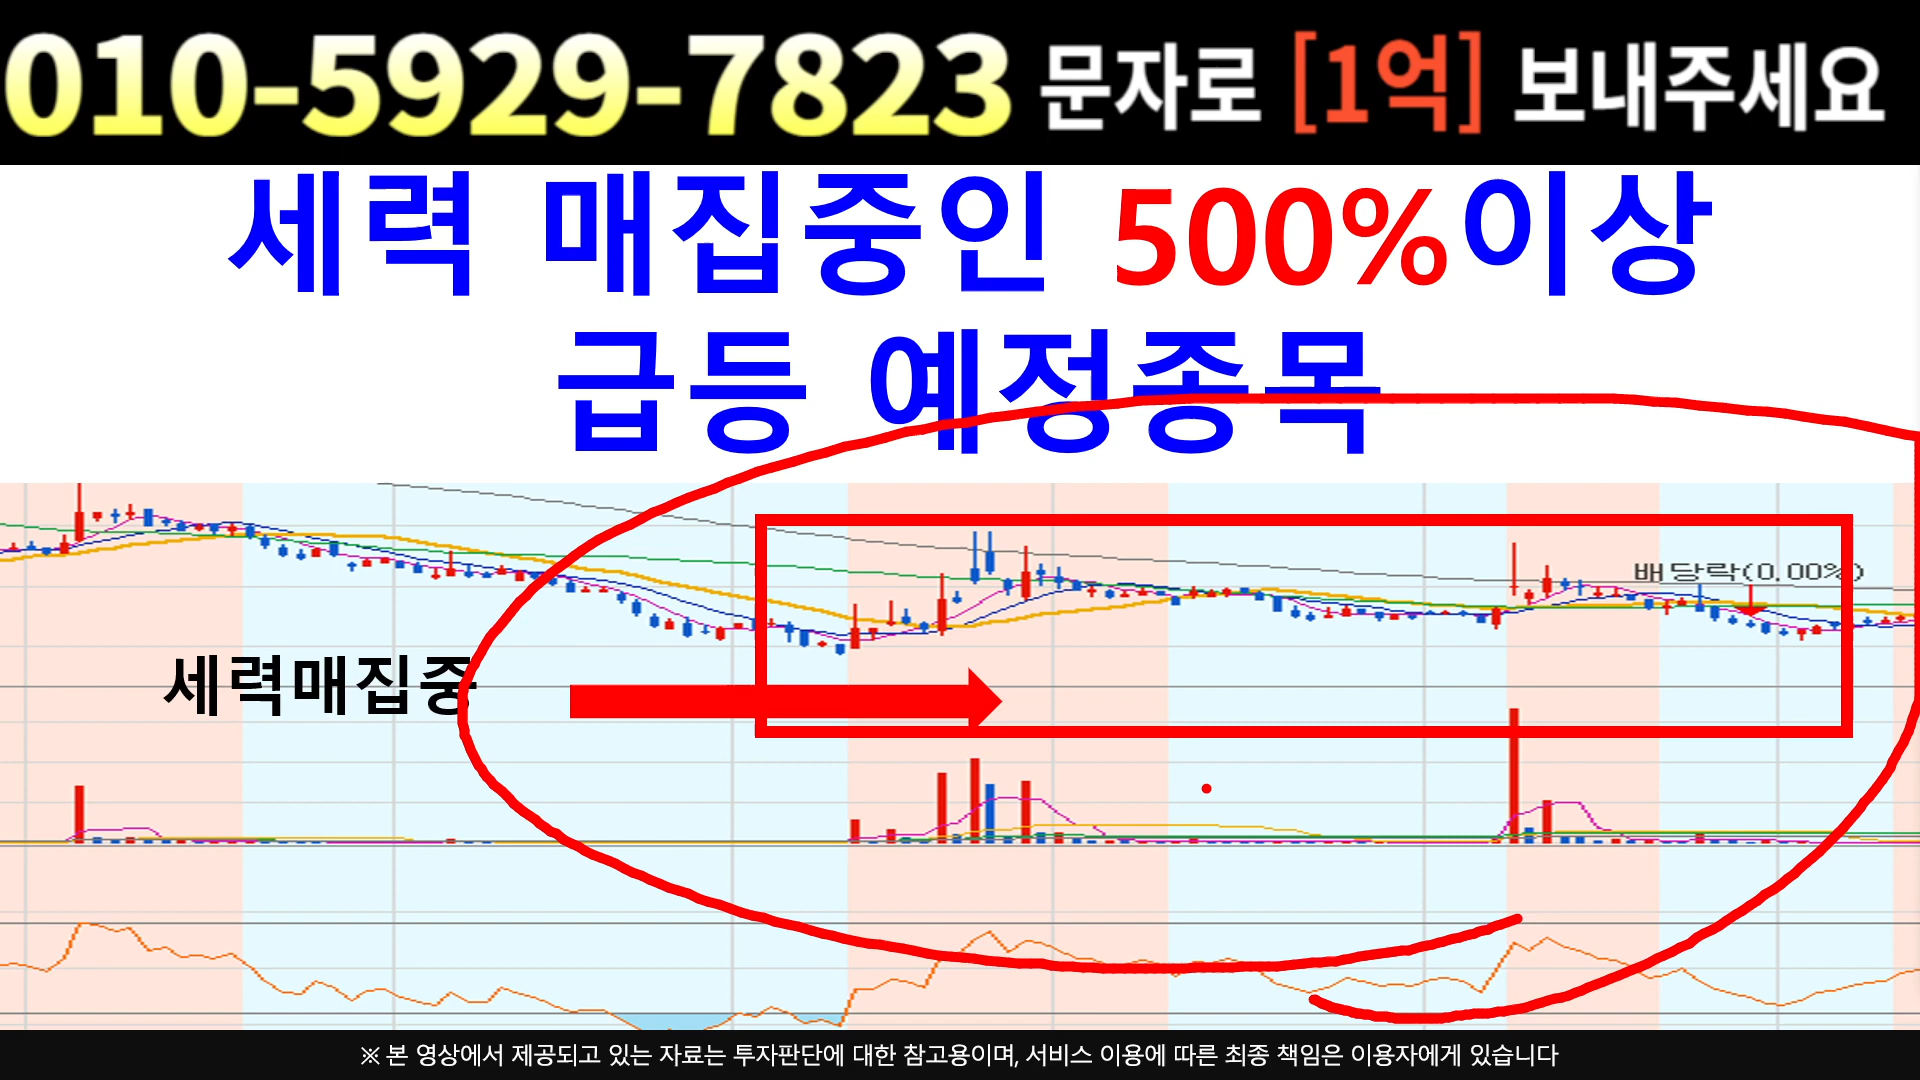 010-5929-7823 문자로 [1억] 보내주세요
세력 매집중인 500%이상
급등 예정종목
배당락(0.00%)
세력매집중
※ 본 영상에서 제공되고 있는 자료는 투자판단에 대한 참고용이며, 서비스 이용에 따른 최종 책임은 이용자에게 있습니다